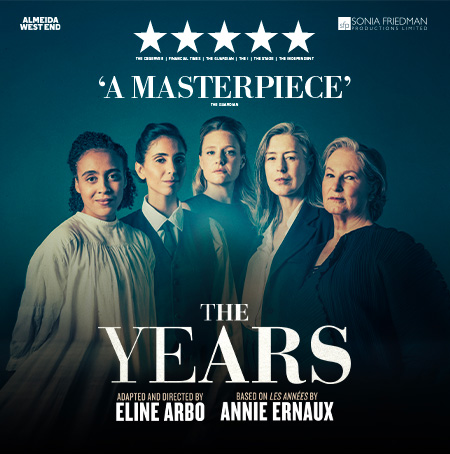 ALMEIDA
WEST END
sfp SONIA FRIEDMAN
PRODUCTIONS LIMITED
THE OBSERVER | FINANCIAL TIMES | THE GUARDIAN | THE I | THE STAGE | THE INDEPENDENT
‘A MASTERPIECE’
THE GUARDIAN
THE
YEARS
ADAPTED AND DIRECTED BY
ELINE ARBO
BASED ON LES ANNÉES BY
ANNIE ERNAUX